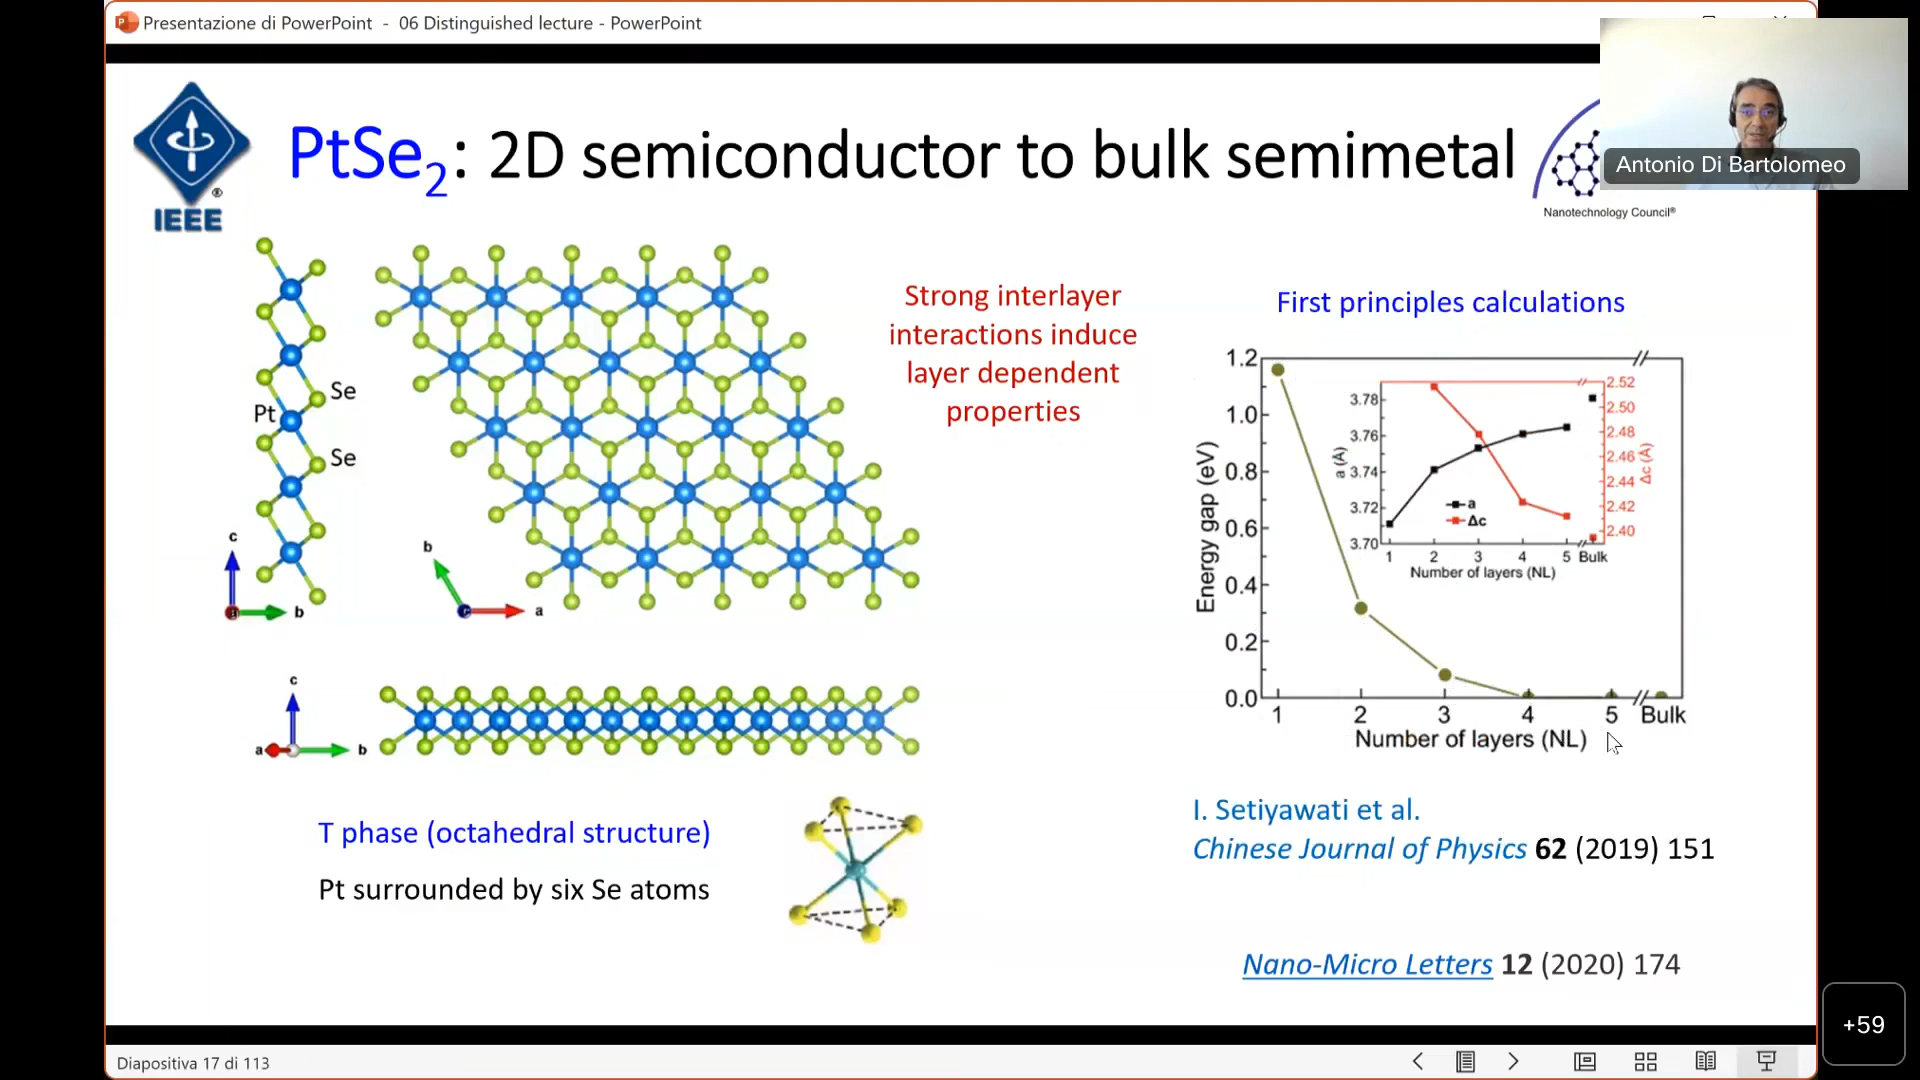 Presentazione di PowerPoint - 06 Distinguished lecture - PowerPoint
Antonio Di Bartolomeo
IEEE
®
PtSe2: 2D semiconductor to bulk semimetal
Nanotechnology Council®
Pt
Se
Se
c
a
b
b
a
c
a
b
Strong interlayer
interactions induce
layer dependent
properties
First principles calculations
Energy gap (eV)
1.2
1.0
0.8
0.6
0.4
0.2
0.0
1 2 3 4 5 Bulk
Number of layers (NL)
a (Å)
3.78
3.76
3.74
3.72
3.70
a
Δc
2.52
2.50
2.48
2.46
2.44
2.42
2.40
Δc (Å)
1 2 3 4 5 Bulk
Number of layers (NL)
T phase (octahedral structure)
Pt surrounded by six Se atoms
I. Setiyawati et al.
Chinese Journal of Physics 62 (2019) 151
Nano-Micro Letters 12 (2020) 174
+59
Diapositiva 17 di 113